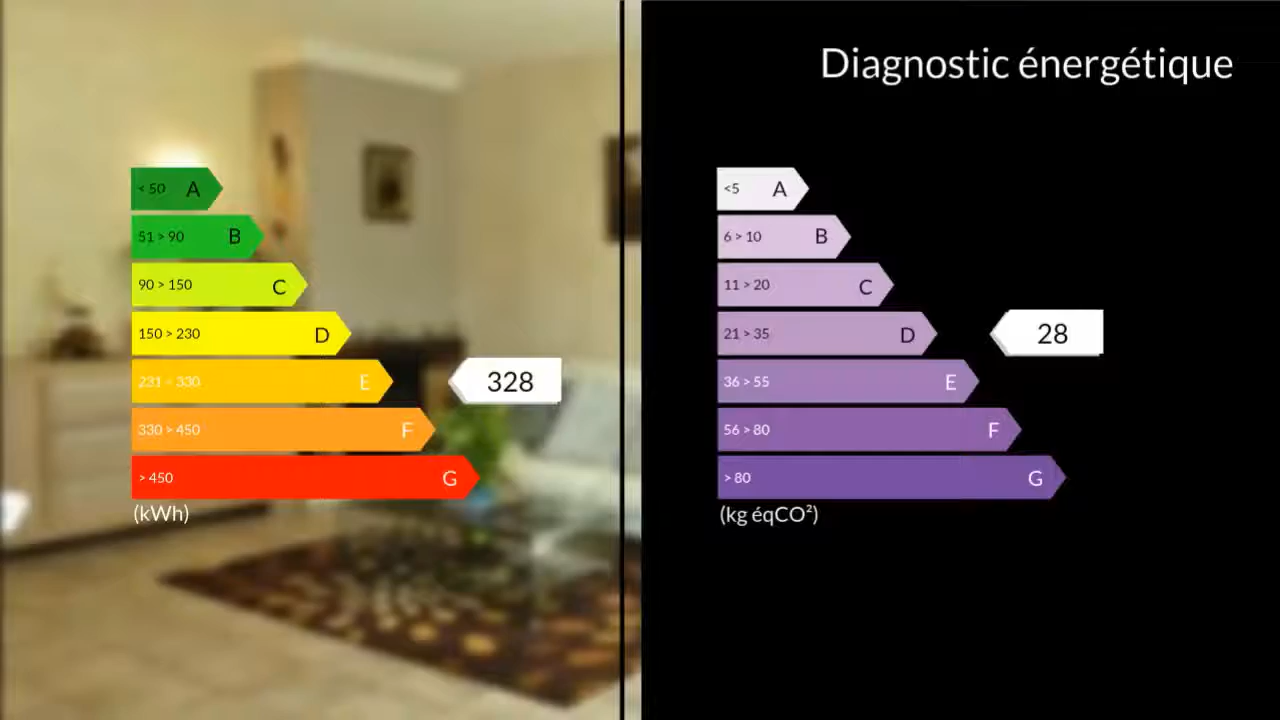 Diagnostic énergétique
< 50 A
51 > 90 B
90 > 150 C
150 > 230 D
231 > 330 E
328
330 > 450 F
> 450 G
(kWh)
<5 A
6 > 10 B
11 > 20 C
21 > 35 D
28
36 > 55 E
56 > 80 F
> 80 G
(kg éqCO²)